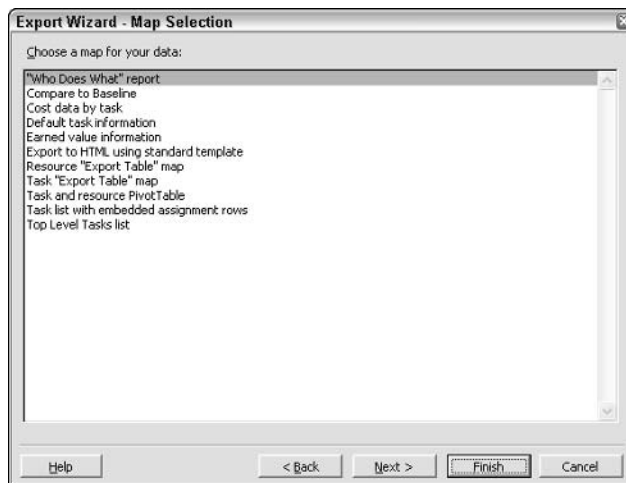 Export Wizard - Map Selection
Choose a map for your data:
"Who Does What" report
Compare to Baseline
Cost data by task
Default task information
Earned value information
Export to HTML using standard template
Resource "Export Table" map
Task "Export Table" map
Task and resource PivotTable
Task list with embedded assignment rows
Top Level Tasks list
Help < Back Next > Finish Cancel